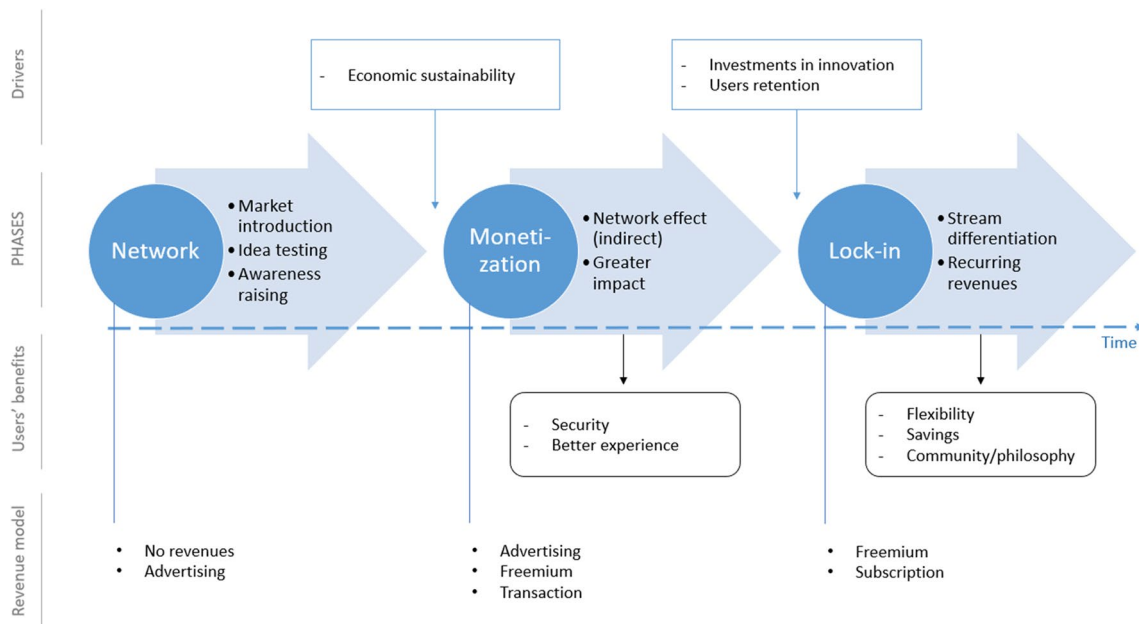 Drivers
- Economic sustainability
- Investments in innovation
- Users retention
PHASES
Network
• Market
introduction
• Idea testing
• Awareness
raising
Moneti-
zation
• Network effect
(indirect)
• Greater
impact
Lock-in
• Stream
differentiation
• Recurring
revenues
Time
Users' benefits
- Security
- Better experience
- Flexibility
- Savings
- Community/philosophy
Revenue model
• No revenues
• Advertising
• Advertising
• Freemium
• Transaction
• Freemium
• Subscription